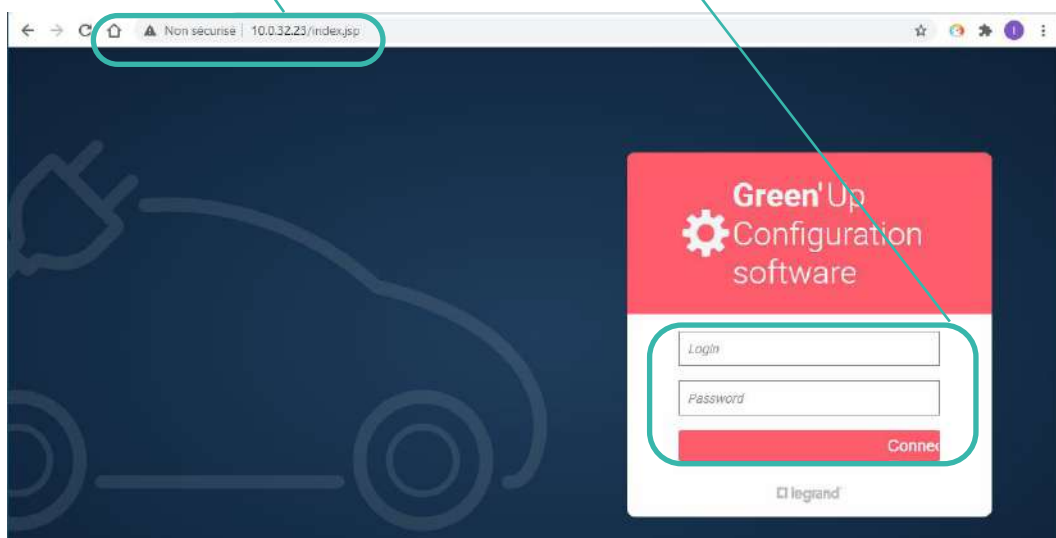 Non sécurisé 10.0.32.23/index.jsp
Green'Up
Configuration
software
Login
Password
Connec
legrand